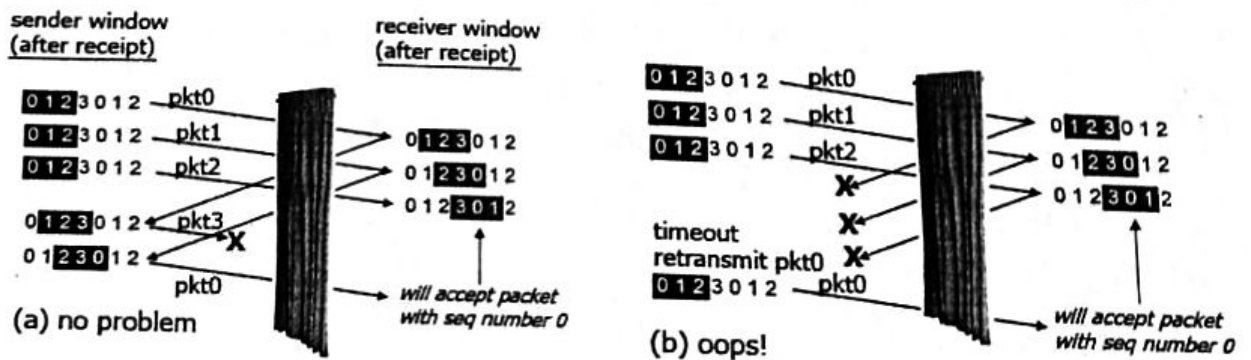 sender window
(after receipt)
receiver window
(after receipt)
0 1 2 3 0 1 2 pkt0
0 1 2 3 0 1 2 pkt1
0 1 2 3 0 1 2 pkt2
0 1 2 3 0 1 2
0 1 2 3 0 1 2
0 1 2 3 0 1 2
0 1 2 3 0 1 2 pkt3
X
0 1 2 3 0 1 2
pkt0
will accept packet
with seq number 0
(a) no problem
0 1 2 3 0 1 2 pkt0
0 1 2 3 0 1 2 pkt1
0 1 2 3 0 1 2 pkt2
0 1 2 3 0 1 2
0 1 2 3 0 1 2
0 1 2 3 0 1 2
X
X
X
timeout
retransmit pkt0
0 1 2 3 0 1 2 pkt0
will accept packet
with seq number 0
(b) oops!